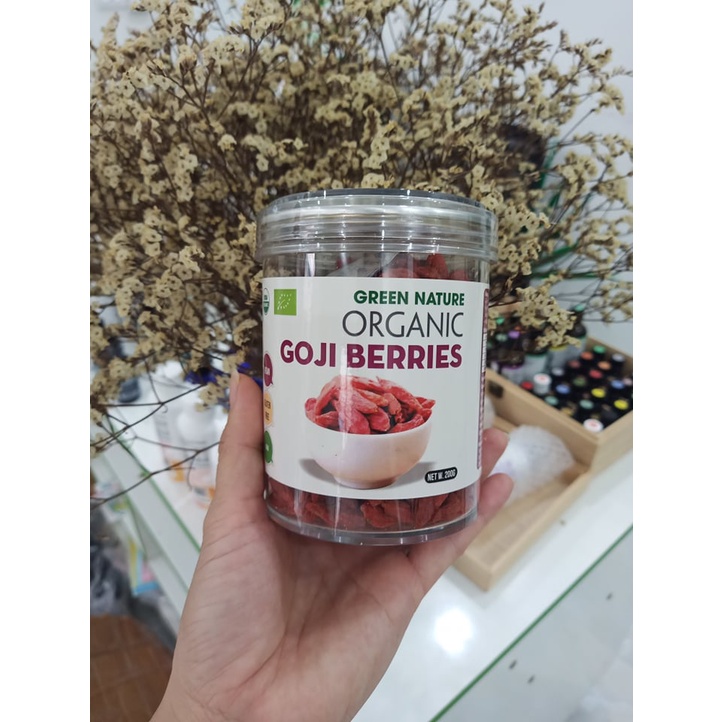 GREEN NATURE
ORGANIC
GOJI BERRIES
NET W. 200G